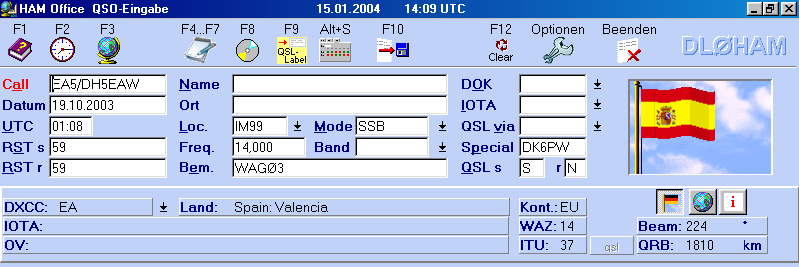 HAM Office QSO-Eingabe 15.01.2004 14:09 UTC
F1 F2 F3 F4...F7 F8 F9 Alt+S F10 F12 Optionen Beenden
QSL-Label Clear DLØHAM
Call EA5/DH5EAW Name DOK
Datum 19.10.2003 Ort IOTA
UTC 01:08 Loc. IM99 Mode SSB QSL via
RST s 59 Freq. 14,000 Band Special DK6PW
RST r 59 Bem. WAGØ3 QSL s S r N
DXCC: EA Land: Spain: Valencia Kont.: EU
IOTA: WAZ: 14 Beam: 224 °
OV: ITU: 37 qsl QRB: 1810 km